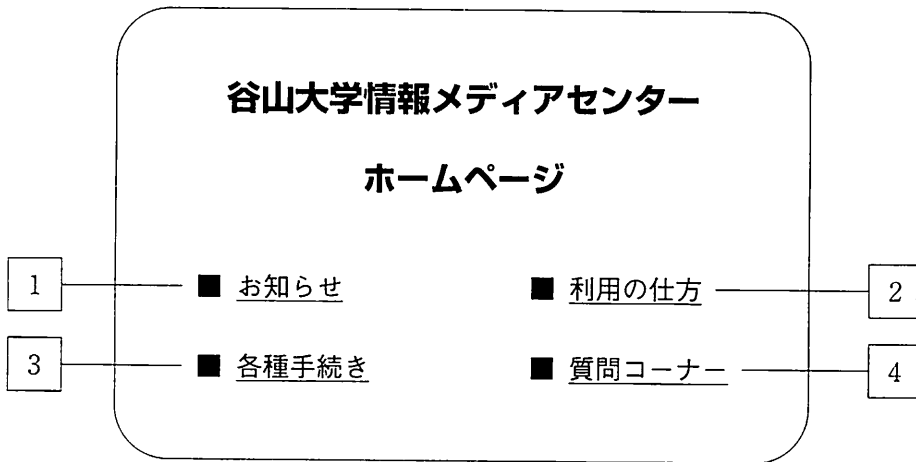 谷山大学情報メディアセンター
ホームページ
1 ■ お知らせ ■ 利用の仕方 2
3 ■ 各種手続き ■ 質問コーナー 4